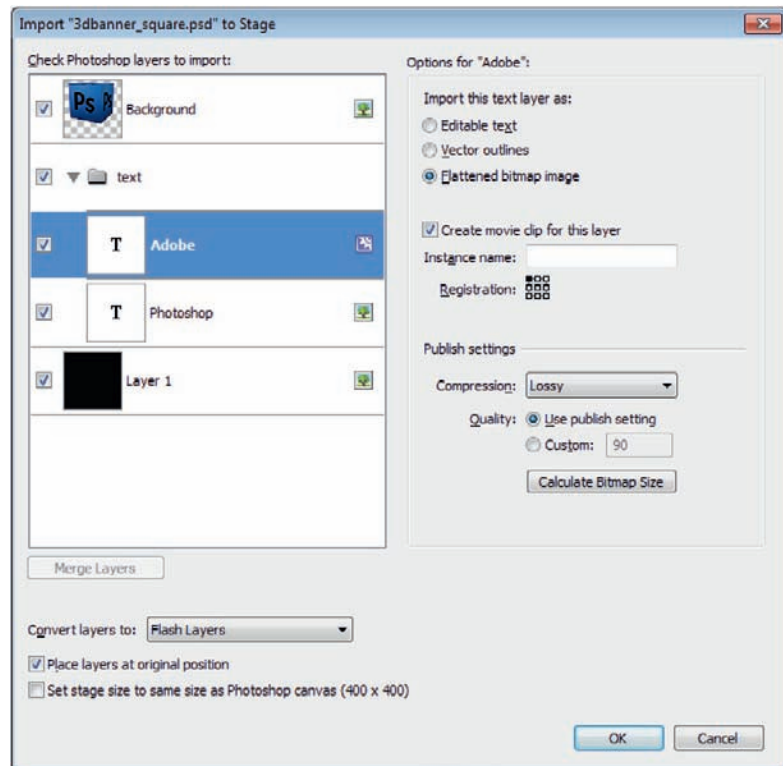 Import "3dbanner_square.psd" to Stage
Check Photoshop layers to import:
Ps
Background
text
T Adobe
T Photoshop
Layer 1
Merge Layers
Convert layers to: Flash Layers
Place layers at original position
Set stage size to same size as Photoshop canvas (400 x 400)
Options for "Adobe":
Import this text layer as:
Editable text
Vector outlines
Flattened bitmap image
Create movie clip for this layer
Instance name:
Registration:
Publish settings
Compression: Lossy
Quality: Use publish setting
Custom: 90
Calculate Bitmap Size
OK Cancel